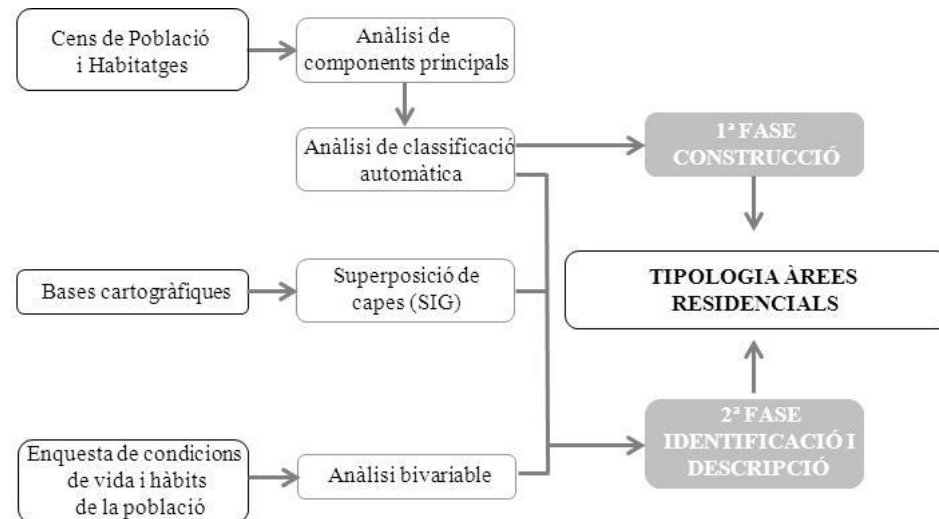 Cens de Població
i Habitatges
Anàlisi de
components principals
Anàlisi de classificació
automàtica
1ª FASE
CONSTRUCCIÓ
Bases cartogràfiques
Superposició de
capes (SIG)
TIPOLOGIA ÀREES
RESIDENCIALS
Enquesta de condicions
de vida i hàbits
de la població
Anàlisi bivariable
2ª FASE
IDENTIFICACIÓ I
DESCRIPCIÓ